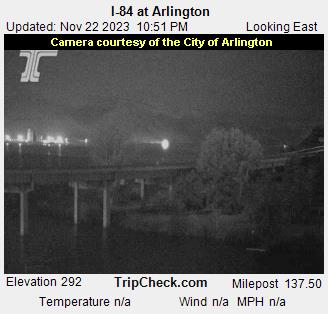 I-84 at Arlington
Updated: Nov 22 2023 10:51 PM Looking East
Camera courtesy of the City of Arlington
Elevation 292 TripCheck.com Milepost 137.50
Temperature n/a Wind n/a MPH n/a